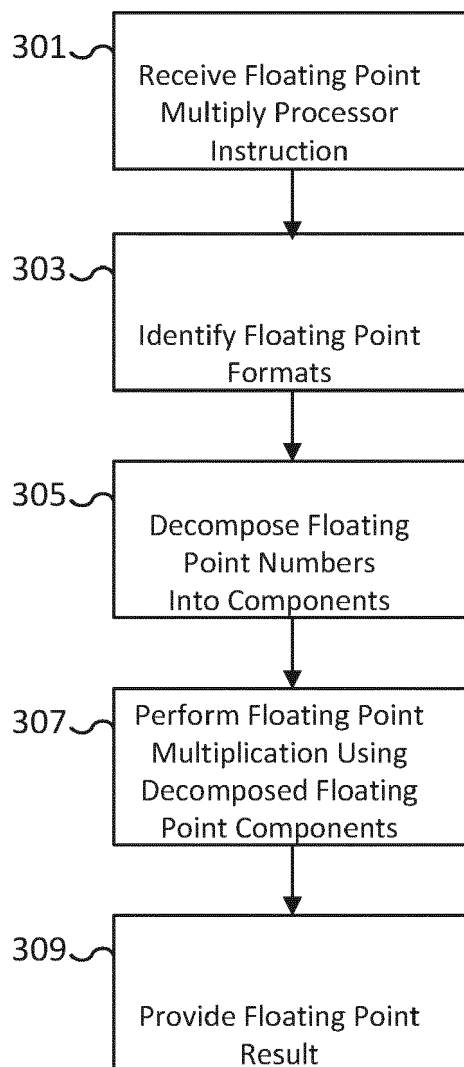 301
Receive Floating Point
Multiply Processor
Instruction
303
Identify Floating Point
Formats
305
Decompose Floating
Point Numbers
Into Components
307
Perform Floating Point
Multiplication Using
Decomposed Floating
Point Components
309
Provide Floating Point
Result